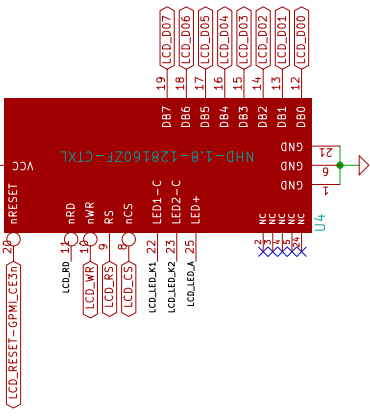 LCD_D07
LCD_D06
LCD_D05
LCD_D04
LCD_D03
LCD_D02
LCD_D01
LCD_D00
19
18
17
16
15
14
13
12
DB7
DB6
DB5
DB4
DB3
DB2
DB1
DB0
GND
21
GND
6
GND
1
VCC
NHD-1.8-128160ZF-CTXL
nRESET
nRD
nWR
RS
nCS
LED1-C
LED2-C
LED+
NC
NC
NC
NC
NC
U4
20
11
10
9
8
22
23
25
2
3
4
5
24
LCD_RESET-GPMI_CE3n
LCD_RD
LCD_WR
LCD_RS
LCD_CS
LCD_LED_K1
LCD_LED_K2
LCD_LED_A